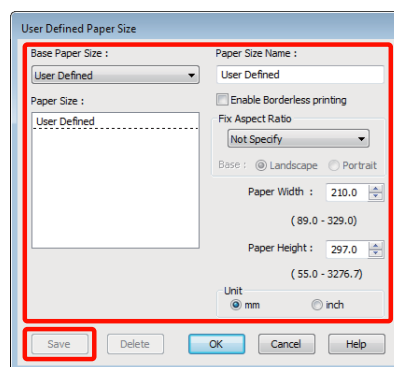 User Defined Paper Size
Base Paper Size :
User Defined
Paper Size :
User Defined
Paper Size Name :
User Defined
Enable Borderless printing
Fix Aspect Ratio
Not Specify
Base : Landscape Portrait
Paper Width : 210.0
( 89.0 - 329.0)
Paper Height : 297.0
( 55.0 - 3276.7)
Unit
mm inch
Save Delete OK Cancel Help